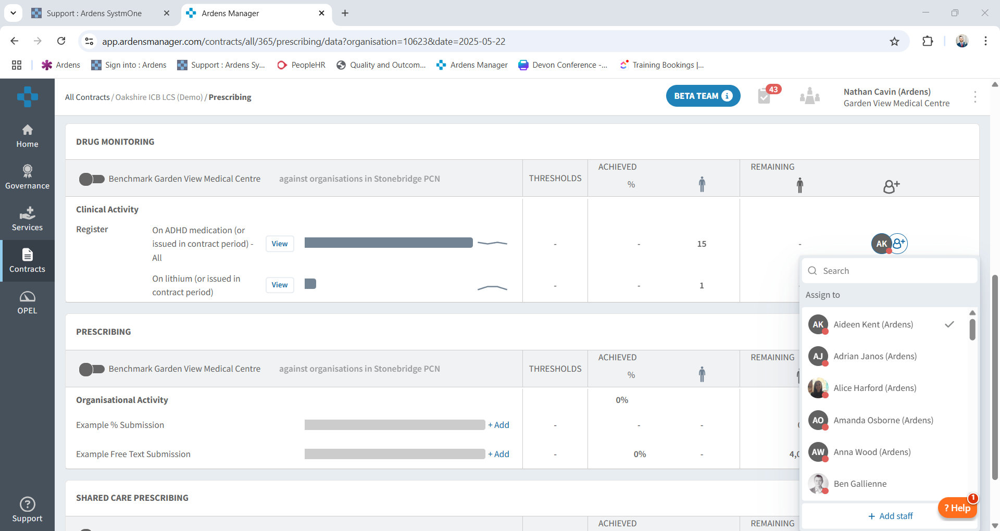 Support : Ardens SystmOne
Ardens Manager
app.ardensmanager.com/contracts/all/365/prescribing/data?organisation=10623&date=2025-05-22
Ardens
Sign into : Ardens
Support : Ardens Sy...
PeopleHR
Quality and Outcom...
Ardens Manager
Devon Conference -...
Training Bookings |...
All Contracts / Oakshire ICB LCS (Demo) / Prescribing
BETA TEAM i
43
Nathan Cavin (Ardens)
Garden View Medical Centre
Home
Governance
Services
Contracts
OPEL
Support
DRUG MONITORING
Benchmark Garden View Medical Centre
against organisations in Stonebridge PCN
THRESHOLDS
ACHIEVED
%
REMAINING
Clinical Activity
Register
On ADHD medication (or
issued in contract period) -
All
View
-
-
15
-
AK
On lithium (or issued in
contract period)
View
-
-
1
Search
Assign to
AK Aideen Kent (Ardens)
AJ Adrian Janos (Ardens)
Alice Harford (Ardens)
AO Amanda Osborne (Ardens)
AW Anna Wood (Ardens)
Ben Gallienne
+ Add staff
? Help
1
PRESCRIBING
Benchmark Garden View Medical Centre
against organisations in Stonebridge PCN
THRESHOLDS
ACHIEVED
%
REMAINING
Organisational Activity
0%
Example % Submission
+ Add
-
-
-
Example Free Text Submission
+ Add
-
0%
-
4,0
SHARED CARE PRESCRIBING
ACHIEVED
REMAINING